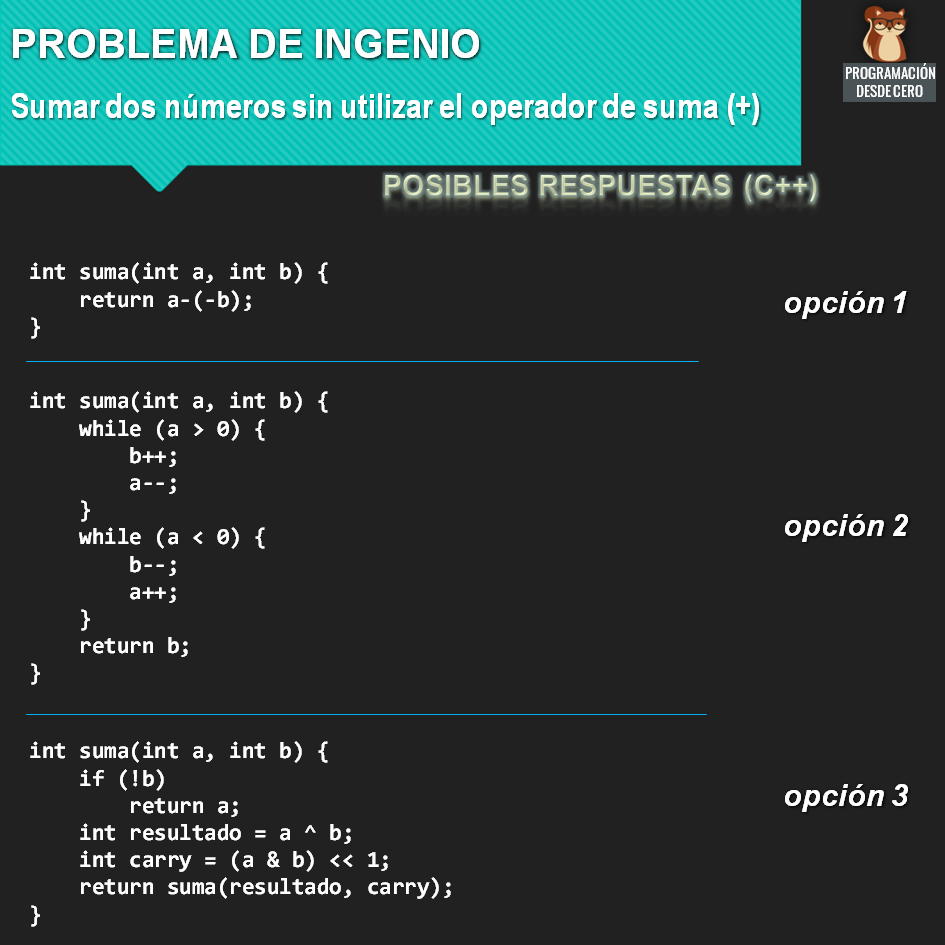 PROBLEMA DE INGENIO
Sumar dos números sin utilizar el operador de suma (+)
PROGRAMACIÓN
DESDE CERO
POSIBLES RESPUESTAS (C++)
int suma(int a, int b) {
    return a-(-b);
}
opción 1
int suma(int a, int b) {
    while (a > 0) {
        b++;
        a--;
    }
    while (a < 0) {
        b--;
        a++;
    }
    return b;
}
opción 2
int suma(int a, int b) {
    if (!b)
        return a;
    int resultado = a ^ b;
    int carry = (a & b) << 1;
    return suma(resultado, carry);
}
opción 3